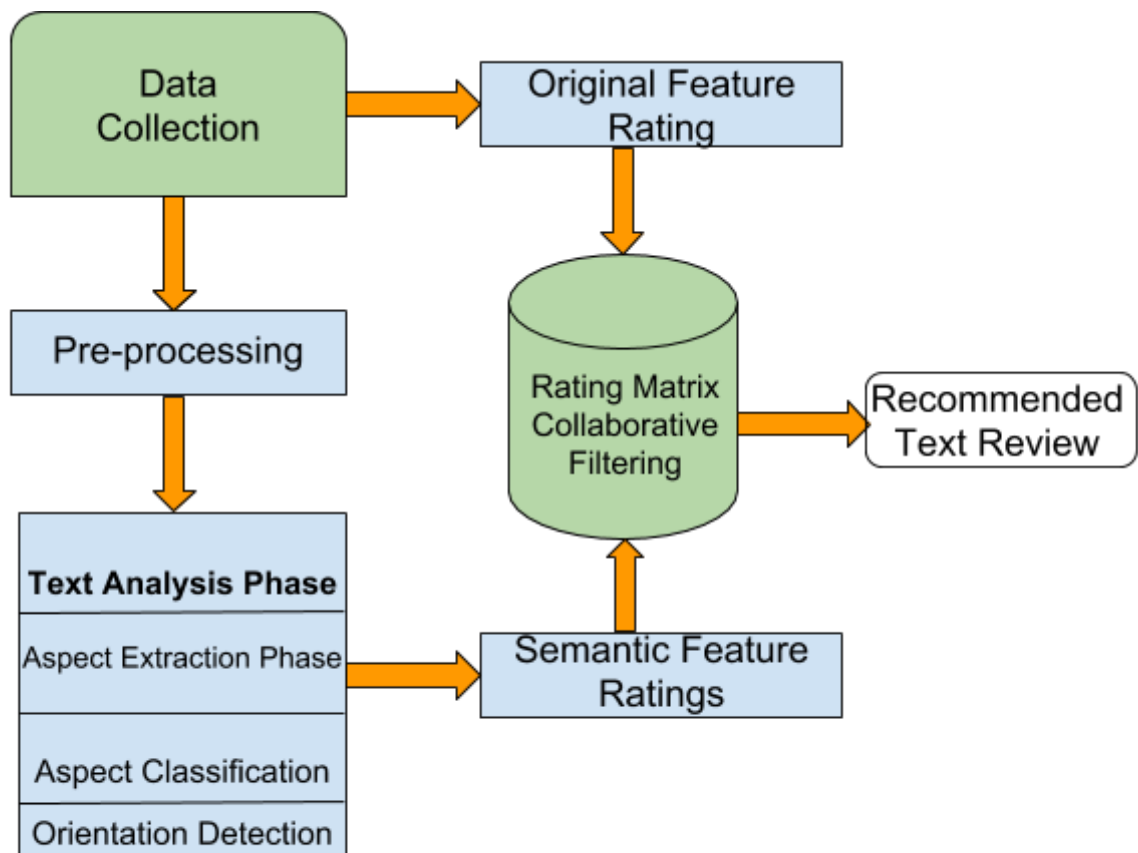 Data
Collection
Original Feature
Rating
Pre-processing
Rating Matrix
Collaborative
Filtering
Recommended
Text Review
Text Analysis Phase
Aspect Extraction Phase
Aspect Classification
Orientation Detection
Semantic Feature
Ratings